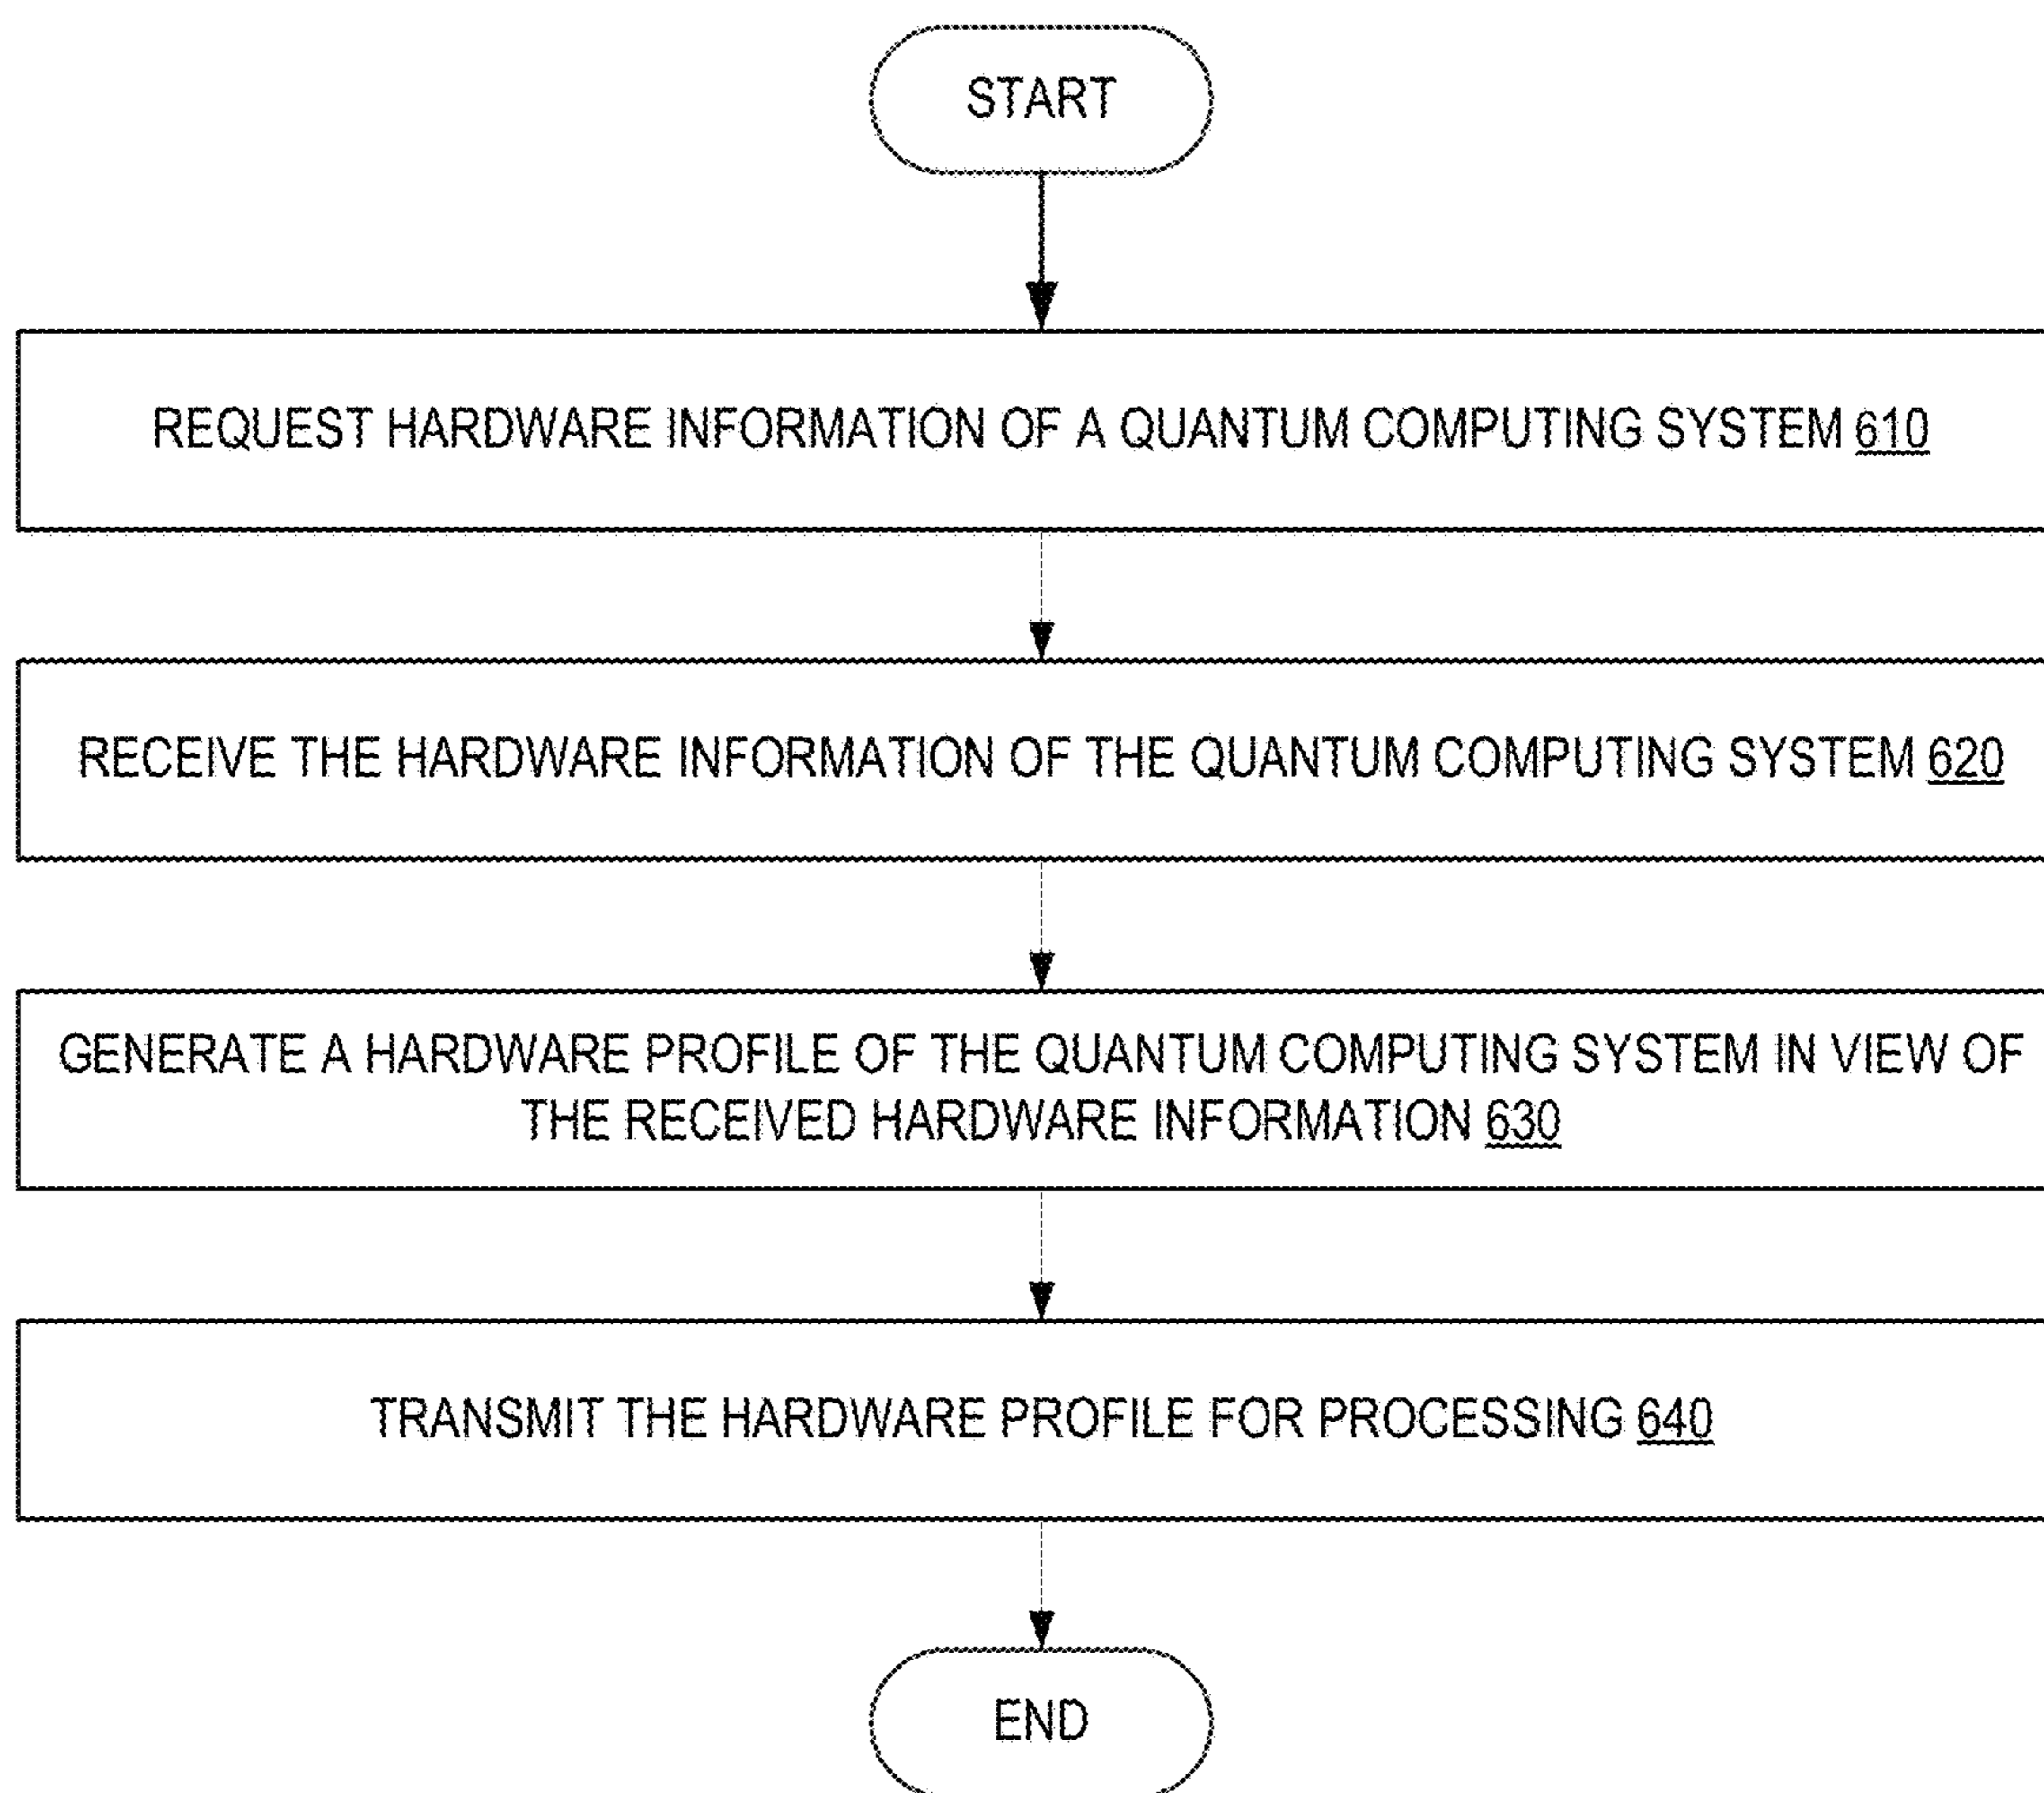 START
REQUEST HARDWARE INFORMATION OF A QUANTUM COMPUTING SYSTEM 610
RECEIVE THE HARDWARE INFORMATION OF THE QUANTUM COMPUTING SYSTEM 620
GENERATE A HARDWARE PROFILE OF THE QUANTUM COMPUTING SYSTEM IN VIEW OF
THE RECEIVED HARDWARE INFORMATION 630
TRANSMIT THE HARDWARE PROFILE FOR PROCESSING 640
END